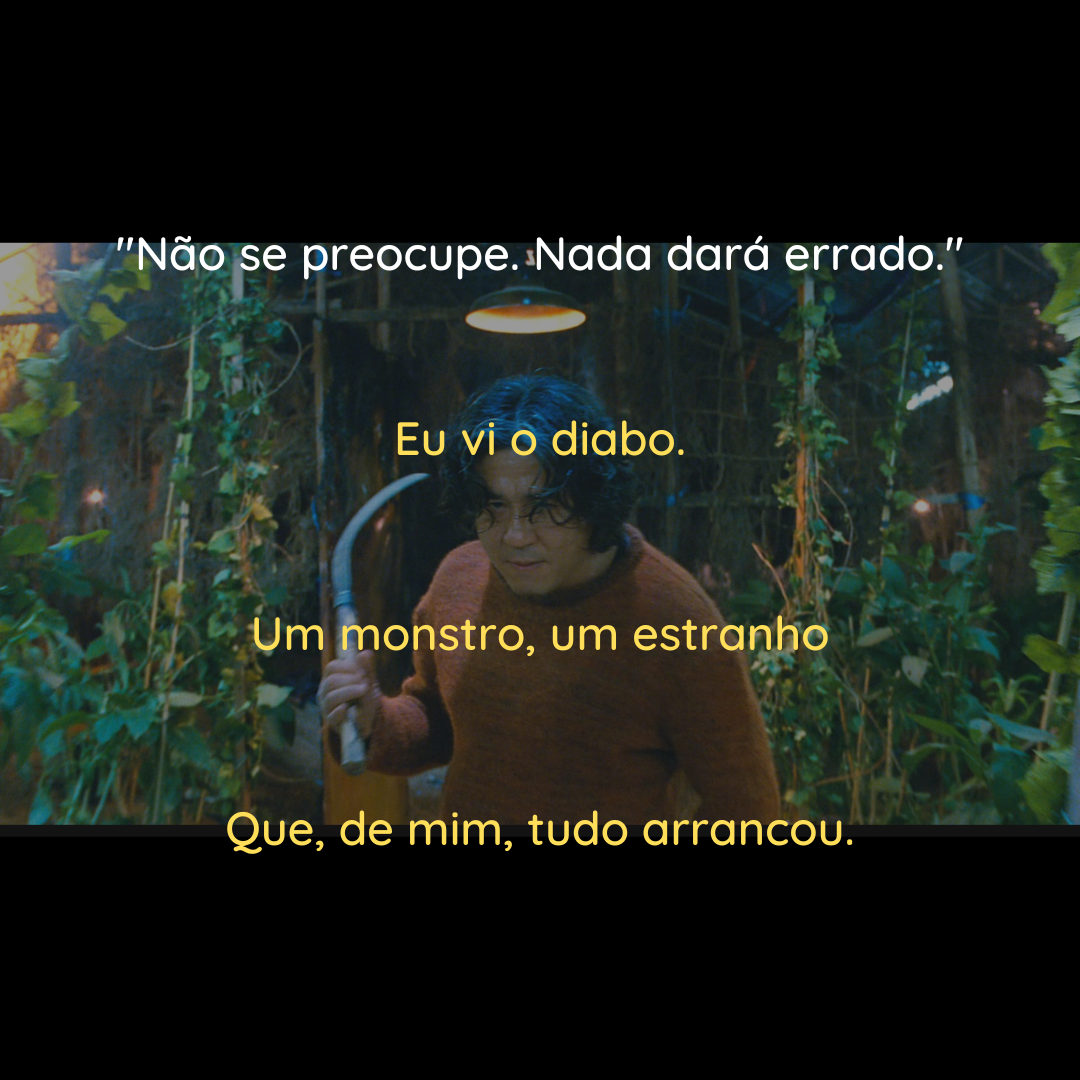 "Não se preocupe. Nada dará errado."
Eu vi o diabo.
Um monstro, um estranho
Que, de mim, tudo arrancou.